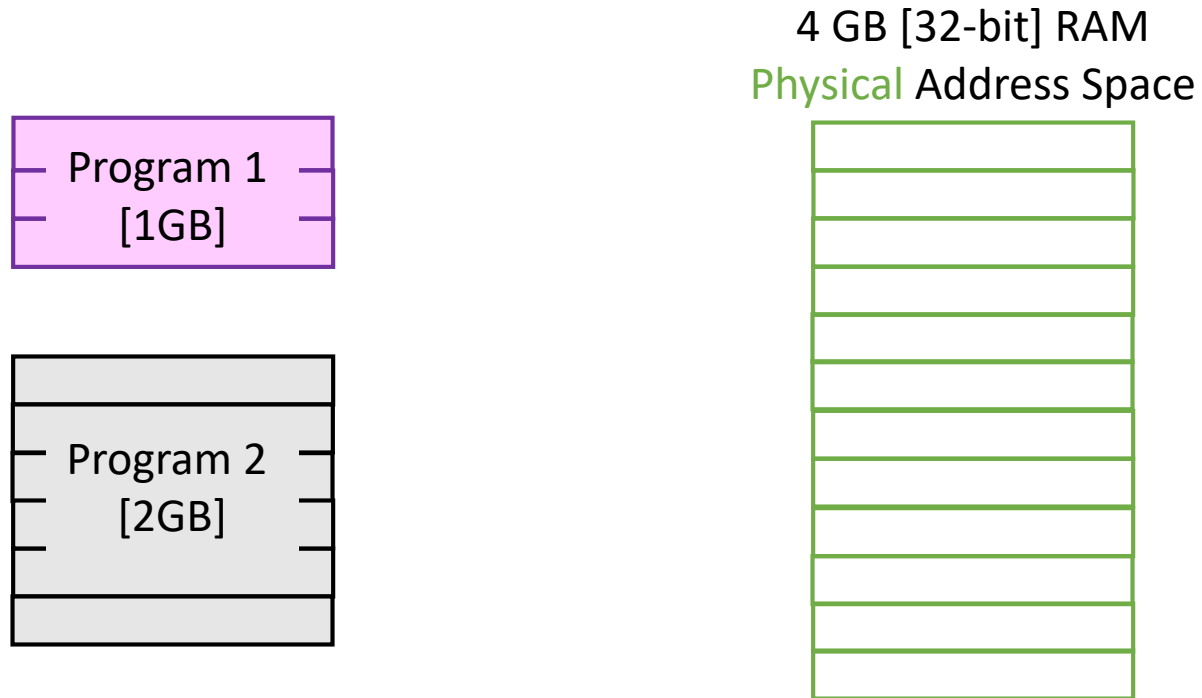 4 GB [32-bit] RAM
Physical Address Space
Program 1
[1GB]
Program 2
[2GB]